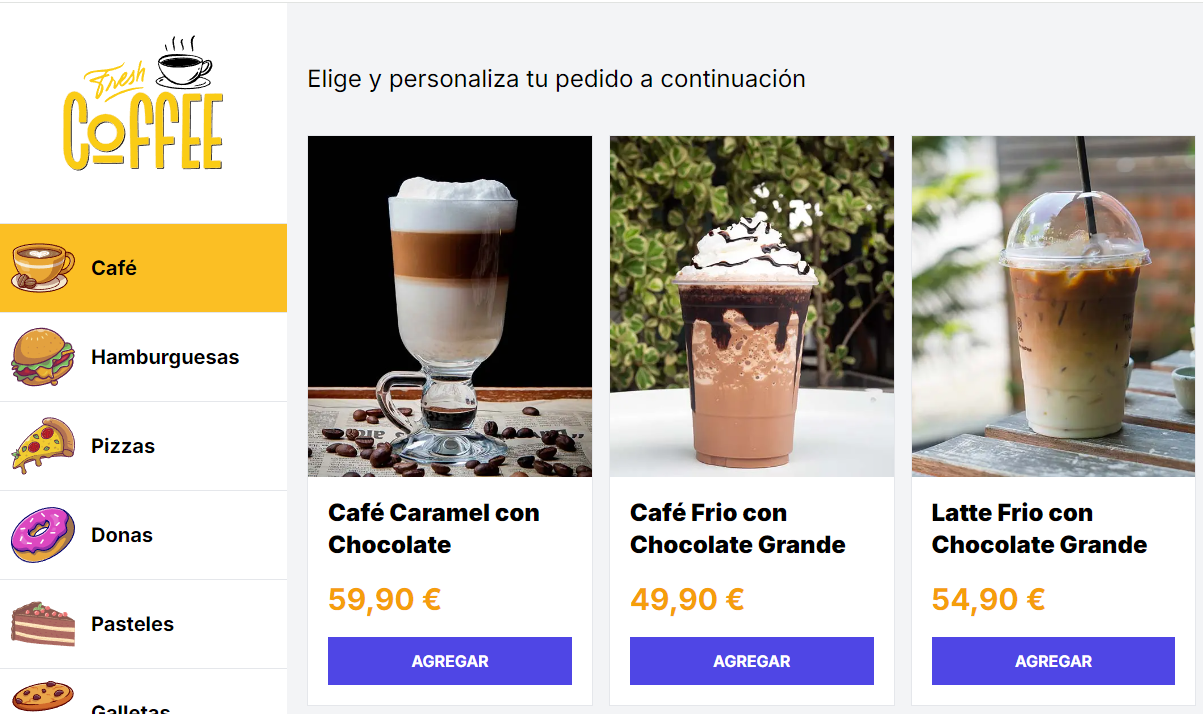 Fresh
COFFEE
Café
Hamburguesas
Pizzas
Donas
Pasteles
Galletas
Elige y personaliza tu pedido a continuación
Café Caramel con
Chocolate
59,90 €
AGREGAR
Café Frio con
Chocolate Grande
49,90 €
AGREGAR
Latte Frio con
Chocolate Grande
54,90 €
AGREGAR